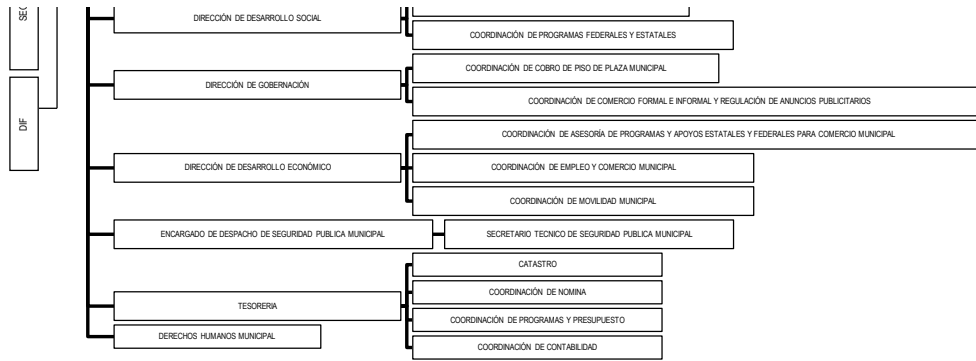 SEC
DIRECCIÓN DE DESARROLLO SOCIAL
COORDINACIÓN DE PROGRAMAS FEDERALES Y ESTATALES
DIF
DIRECCIÓN DE GOBERNACIÓN
COORDINACIÓN DE COBRO DE PISO DE PLAZA MUNICIPAL
COORDINACIÓN DE COMERCIO FORMAL E INFORMAL Y REGULACIÓN DE ANUNCIOS PUBLICITARIOS
DIRECCIÓN DE DESARROLLO ECONÓMICO
COORDINACIÓN DE ASESORÍA DE PROGRAMAS Y APOYOS ESTATALES Y FEDERALES PARA COMERCIO MUNICIPAL
COORDINACIÓN DE EMPLEO Y COMERCIO MUNICIPAL
COORDINACIÓN DE MOVILIDAD MUNICIPAL
ENCARGADO DE DESPACHO DE SEGURIDAD PUBLICA MUNICIPAL
SECRETARIO TECNICO DE SEGURIDAD PUBLICA MUNICIPAL
TESORERIA
CATASTRO
COORDINACIÓN DE NOMINA
COORDINACIÓN DE PROGRAMAS Y PRESUPUESTO
COORDINACIÓN DE CONTABILIDAD
DERECHOS HUMANOS MUNICIPAL